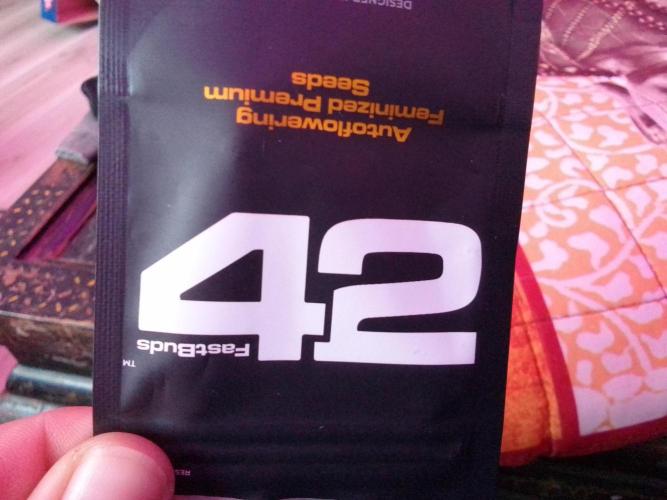 FastBuds
™
42
Autoflowering
Feminized Premium
Seeds